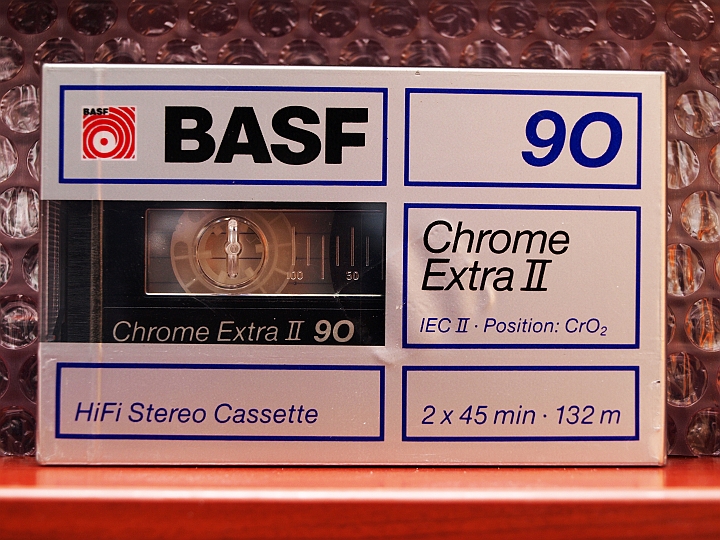 BASF
BASF
90
Chrome
Extra II
IEC II · Position: CrO₂
100 50
Chrome Extra II 90
HiFi Stereo Cassette
2 x 45 min · 132 m